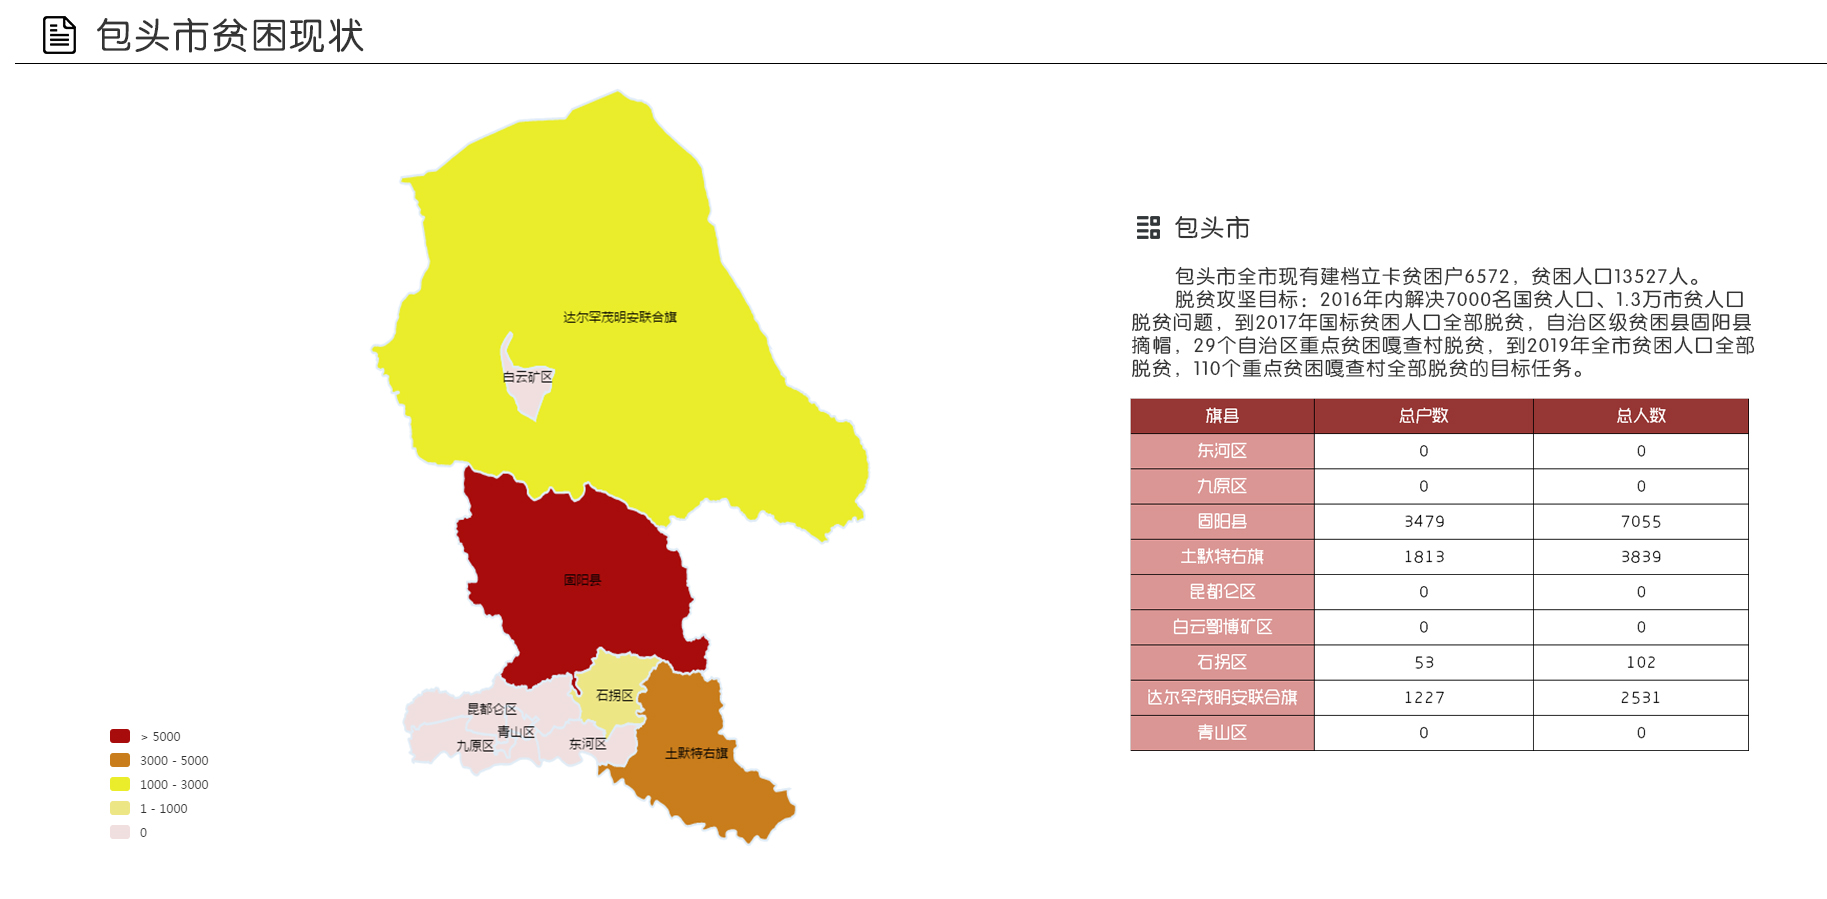 包头市贫困现状
达尔罕茂明安联合旗
白云矿区
固阳县
石拐区
昆都仑区
青山区
九原区
东河区
土默特右旗
> 5000
3000 - 5000
1000 - 3000
1 - 1000
0
包头市
包头市全市现有建档立卡贫困户6572，贫困人口13527人。
脱贫攻坚目标：2016年内解决7000名国贫人口、1.3万市贫人口
脱贫问题，到2017年国标贫困人口全部脱贫，自治区级贫困县固阳县
摘帽，29个自治区重点贫困嘎查村脱贫，到2019年全市贫困人口全部
脱贫，110个重点贫困嘎查村全部脱贫的目标任务。
旗县 总户数 总人数
东河区 0 0
九原区 0 0
固阳县 3479 7055
土默特右旗 1813 3839
昆都仑区 0 0
白云鄂博矿区 0 0
石拐区 53 102
达尔罕茂明安联合旗 1227 2531
青山区 0 0